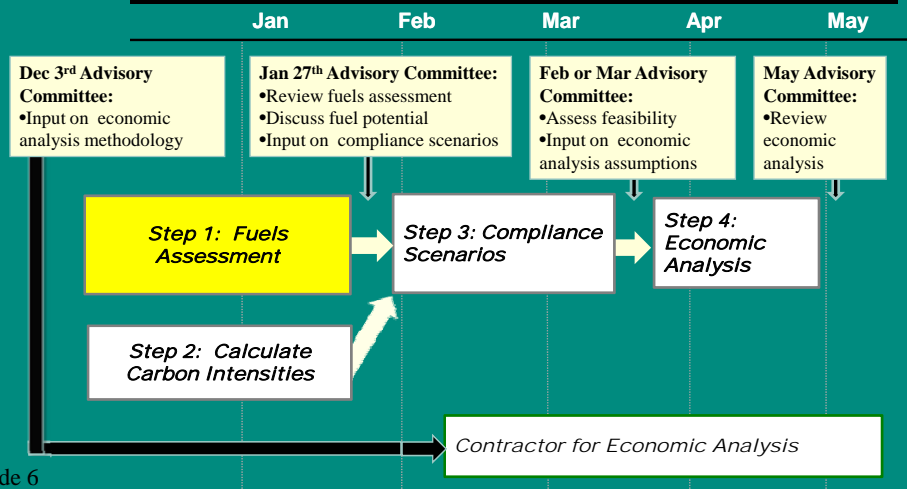 Jan Feb Mar Apr May
Dec 3rd Advisory
Committee:
•Input on economic
analysis methodology
Jan 27th Advisory Committee:
•Review fuels assessment
•Discuss fuel potential
•Input on compliance scenarios
Feb or Mar Advisory
Committee:
•Assess feasibility
•Input on economic
analysis assumptions
May Advisory
Committee:
•Review
economic
analysis
Step 1: Fuels
Assessment
Step 3: Compliance
Scenarios
Step 4:
Economic
Analysis
Step 2: Calculate
Carbon Intensities
Contractor for Economic Analysis
de 6